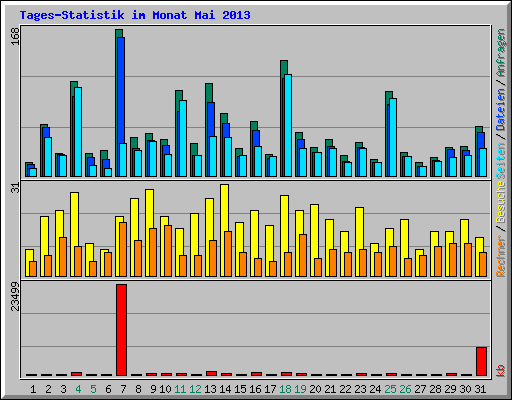 Tages-Statistik im Monat Mai 2013
168
Rechner / Besuche Seiten / Dateien / Anfragen
31
23499
kb
1 2 3 4 5 6 7 8 9 10 11 12 13 14 15 16 17 18 19 20 21 22 23 24 25 26 27 28 29 30 31